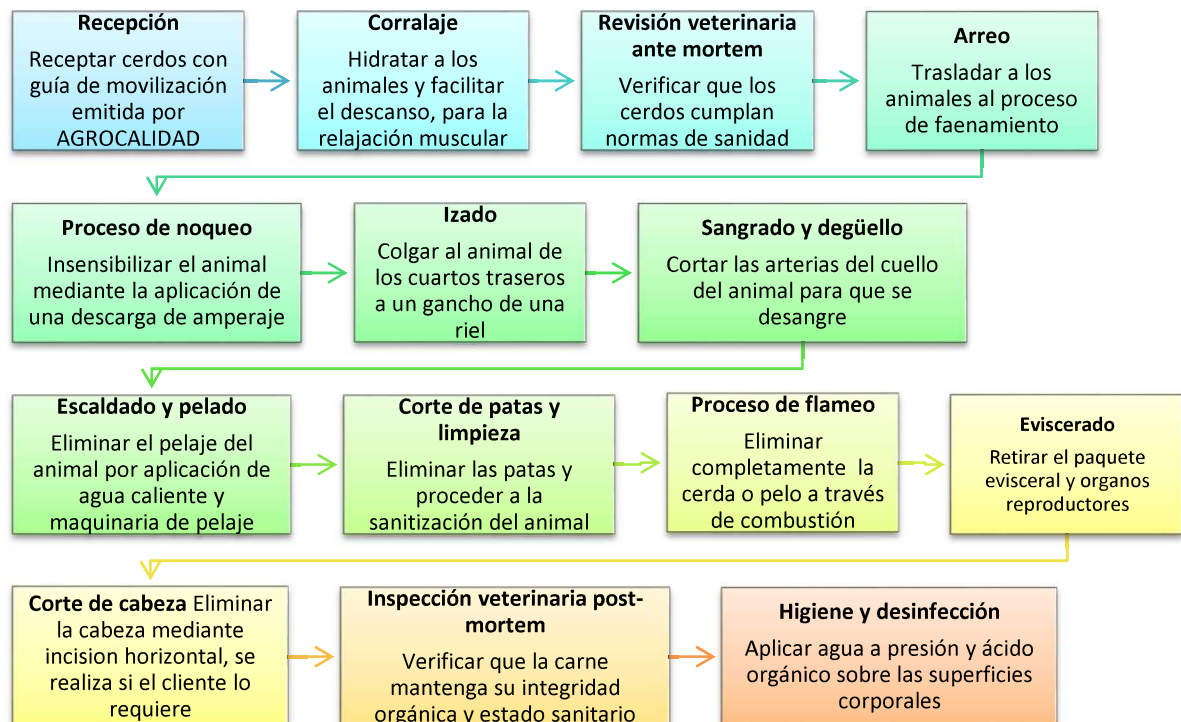 Recepción
Receptar cerdos con
guía de movilización
emitida por
AGROCALIDAD
Corralaje
Hidratar a los
animales y facilitar
el descanso, para la
relajación muscular
Revisión veterinaria
ante mortem
Verificar que los
cerdos cumplan
normas de sanidad
Arreo
Trasladar a los
animales al proceso
de faenamiento
Proceso de noqueo
Insensibilizar el animal
mediante la aplicación de
una descarga de amperaje
Izado
Colgar al animal de
los cuartos traseros
a un gancho de una
riel
Sangrado y degüello
Cortar las arterias del cuello
del animal para que se
desangre
Escaldado y pelado
Eliminar el pelaje del
animal por aplicación de
agua caliente y
maquinaria de pelaje
Corte de patas y
limpieza
Eliminar las patas y
proceder a la
sanitización del animal
Proceso de flameo
Eliminar
completamente la
cerda o pelo a través
de combustión
Eviscerado
Retirar el paquete
evisceral y organos
reproductores
Corte de cabeza Eliminar
la cabeza mediante
incision horizontal, se
realiza si el cliente lo
requiere
Inspección veterinaria post-
mortem
Verificar que la carne
mantenga su integridad
orgánica y estado sanitario
Higiene y desinfección
Aplicar agua a presión y ácido
orgánico sobre las superficies
corporales